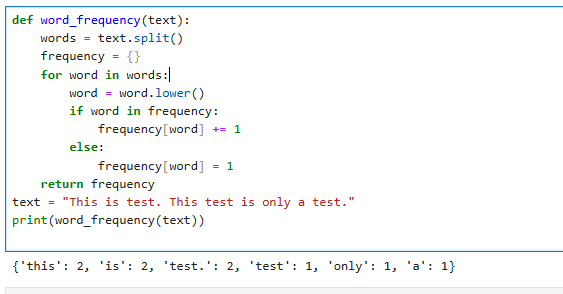 def word_frequency(text):
    words = text.split()
    frequency = {}
    for word in words:
        word = word.lower()
        if word in frequency:
            frequency[word] += 1
        else:
            frequency[word] = 1
    return frequency
text = "This is test. This test is only a test."
print(word_frequency(text))
{'this': 2, 'is': 2, 'test.': 2, 'test': 1, 'only': 1, 'a': 1}